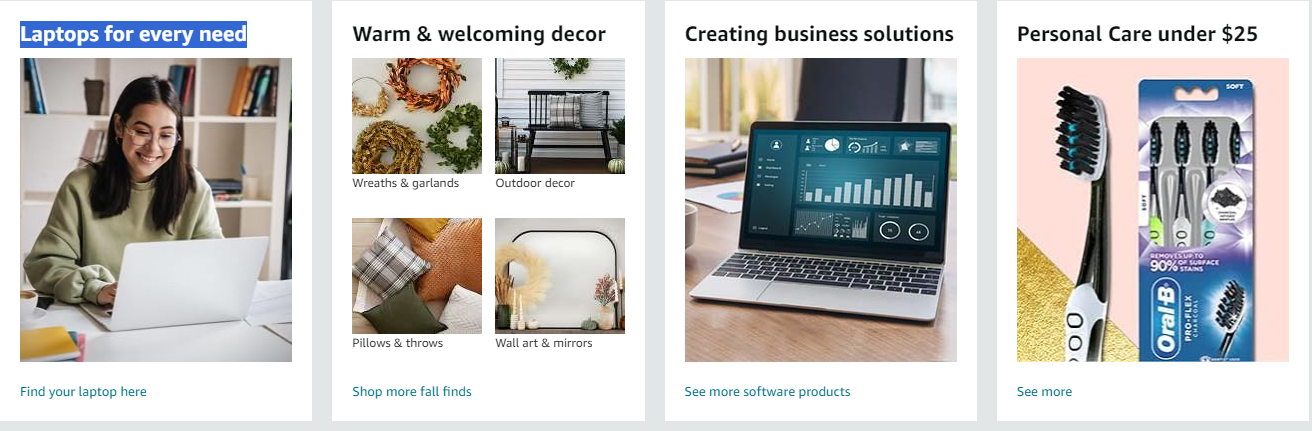 Laptops for every need
Find your laptop here
Warm & welcoming decor
Wreaths & garlands
Outdoor decor
Pillows & throws
Wall art & mirrors
Shop more fall finds
Creating business solutions
See more software products
Personal Care under $25
SOFT
SOFT
REMOVES UP TO
90% OF SURFACE
STAINS
Oral-B
PRO-FLEX
CHARCOAL
See more